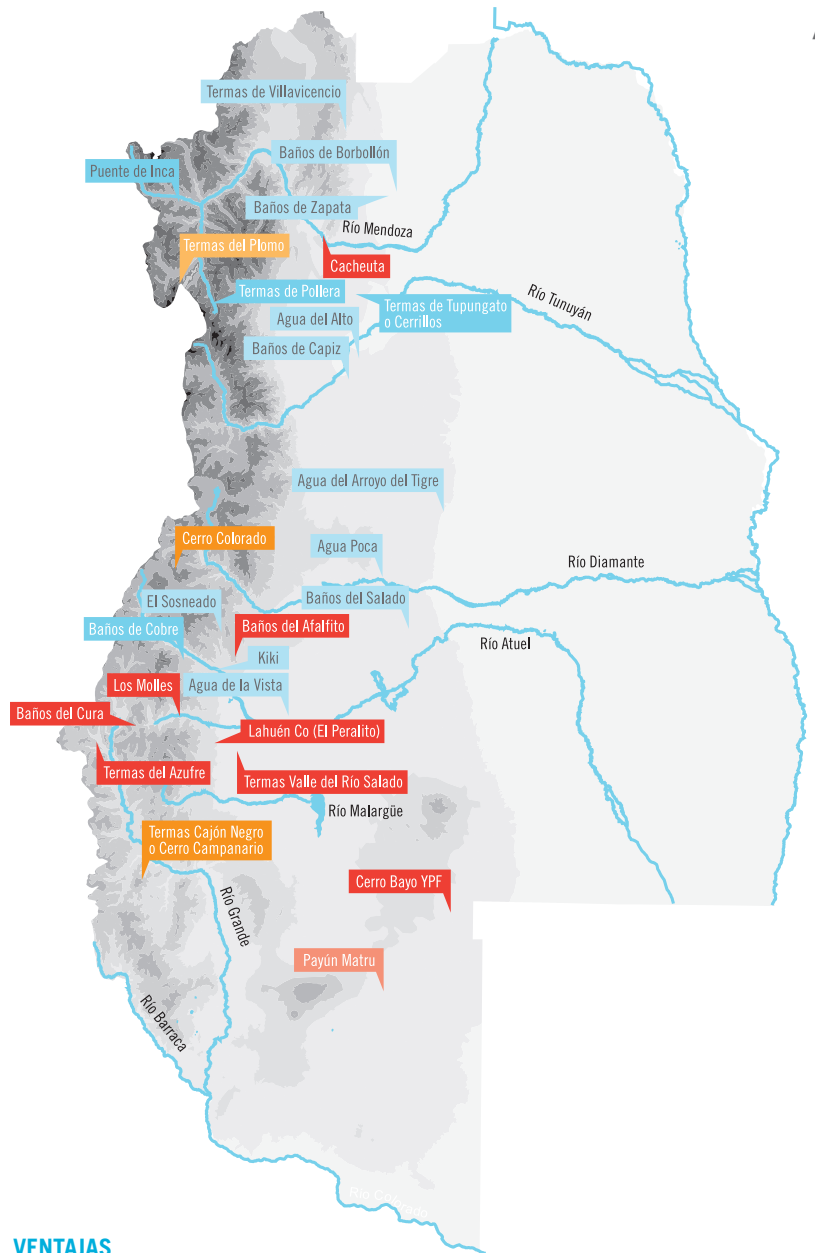 Termas de Villavicencio
Baños de Borbollón
Puente de Inca
Baños de Zapata
Río Mendoza
Termas del Plomo
Cacheuta
Termas de Pollera
Termas de Tupungato
o Cerrillos
Río Tunuyán
Agua del Alto
Baños de Capiz
Agua del Arroyo del Tigre
Cerro Colorado
Agua Poca
Río Diamante
El Sosneado
Baños del Salado
Baños de Cobre
Baños del Afalfito
Río Atuel
Kiki
Los Molles
Agua de la Vista
Baños del Cura
Lahuén Co (El Peralito)
Termas del Azufre
Termas Valle del Río Salado
Río Malargüe
Termas Cajón Negro
o Cerro Campanario
Cerro Bayo YPF
Río Grande
Payún Matru
Río Barraca
Río Colorado
VENTAJAS